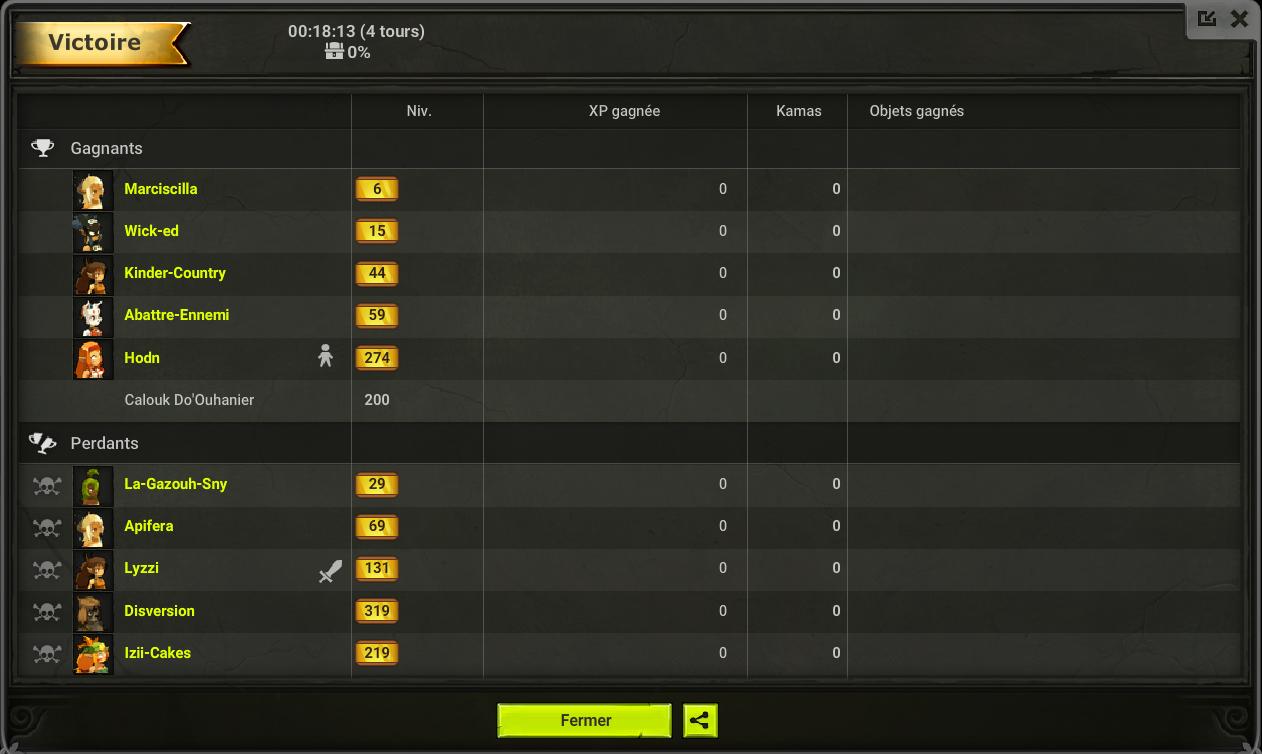 Victoire
00:18:13 (4 tours)
0%
Niv. XP gagnée Kamas Objets gagnés
Gagnants
Marciscilla 6 0 0
Wick-ed 15 0 0
Kinder-Country 44 0 0
Abattre-Ennemi 59 0 0
Hodn 274 0 0
Calouk Do'Ouhanier 200
Perdants
La-Gazouh-Sny 29 0 0
Apifera 69 0 0
Lyzzi 131 0 0
Disversion 319 0 0
Izii-Cakes 219 0 0
Fermer